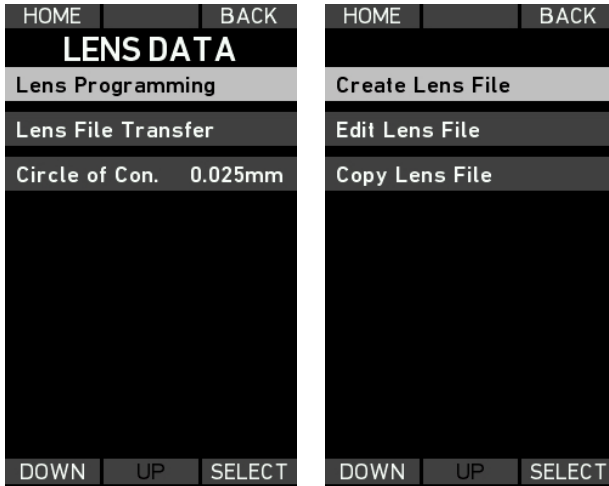 HOME BACK
LENS DATA
Lens Programming
Lens File Transfer
Circle of Con. 0.025mm
DOWN UP SELECT
HOME BACK
Create Lens File
Edit Lens File
Copy Lens File
DOWN UP SELECT